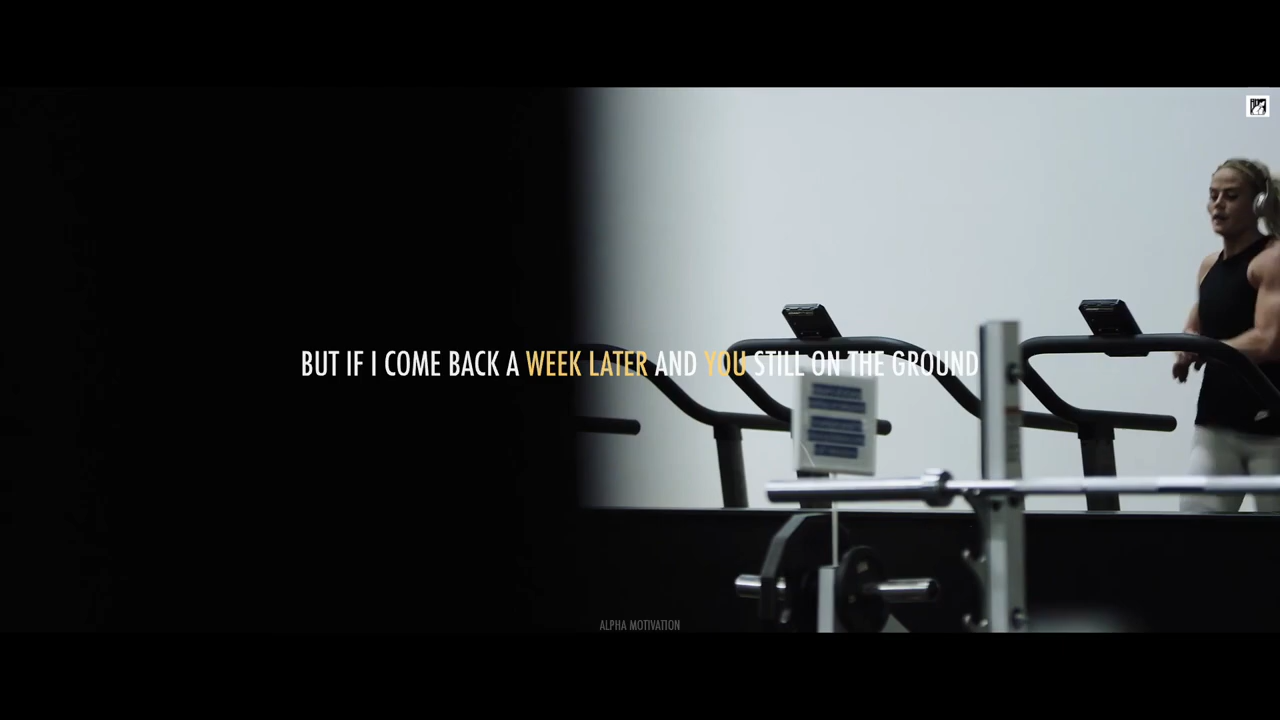 BUT IF I COME BACK A WEEK LATER AND YOU STILL ON THE GROUND
ALPHA MOTIVATION